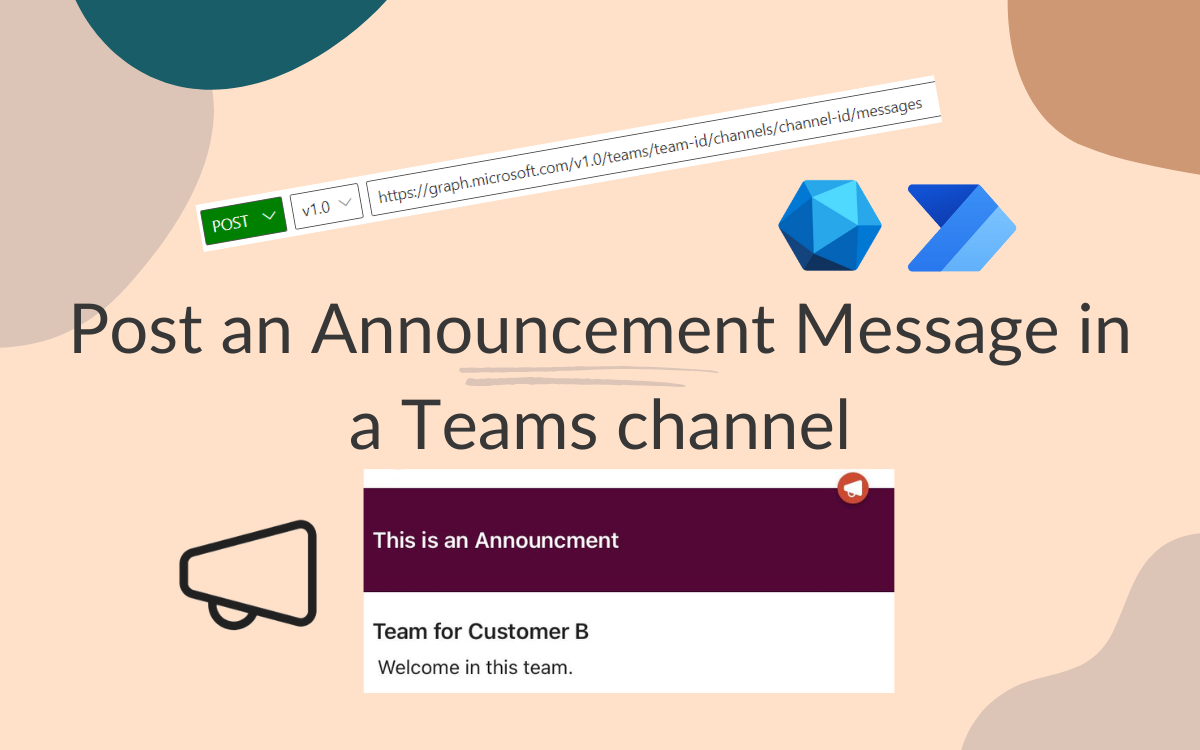 POST v1.0 https://graph.microsoft.com/v1.0/teams/team-id/channels/channel-id/messages
Post an Announcement Message in
a Teams channel
This is an Announcment
Team for Customer B
Welcome in this team.